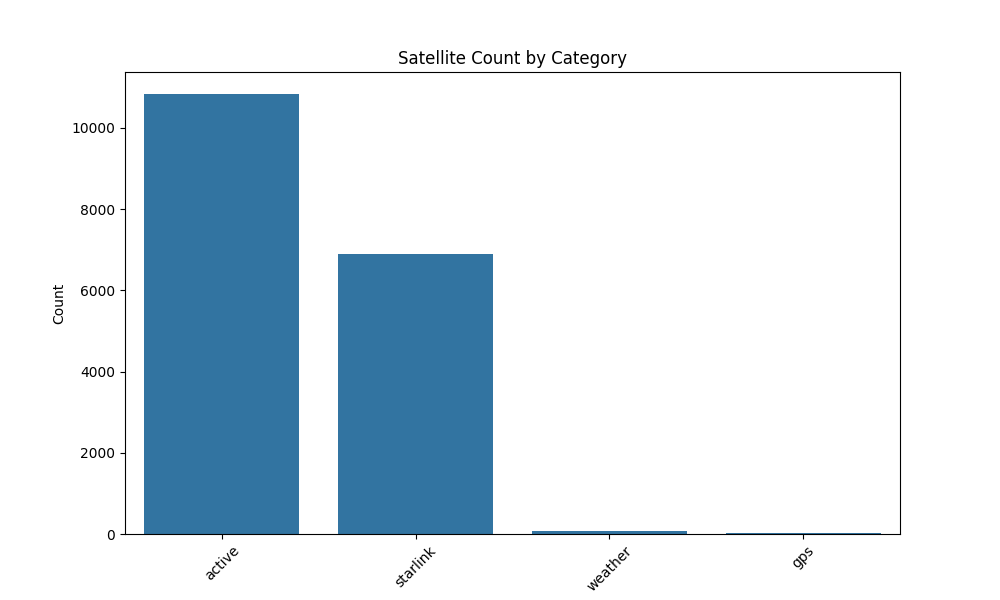 Satellite Count by Category
10000
8000
6000
4000
2000
0
Count
active
starlink
weather
gps